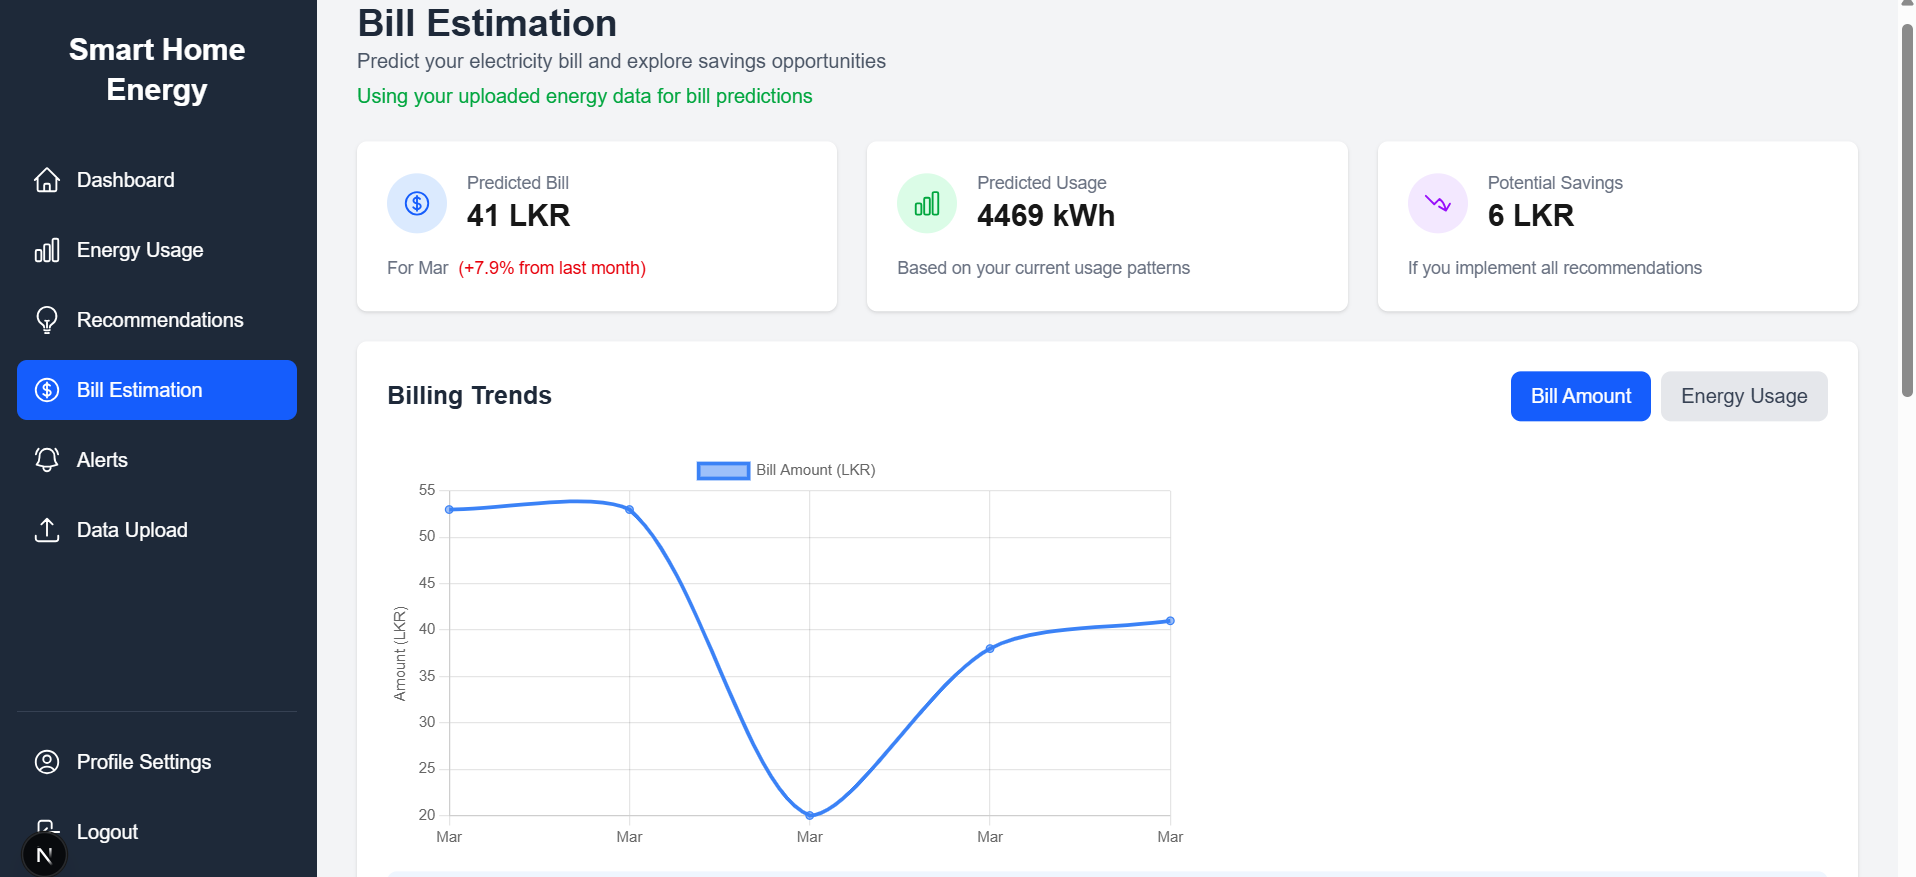 Smart Home
Energy
Dashboard
Energy Usage
Recommendations
Bill Estimation
Alerts
Data Upload
Profile Settings
Logout
N
Bill Estimation
Predict your electricity bill and explore savings opportunities
Using your uploaded energy data for bill predictions
Predicted Bill
41 LKR
For Mar (+7.9% from last month)
Predicted Usage
4469 kWh
Based on your current usage patterns
Potential Savings
6 LKR
If you implement all recommendations
Billing Trends
Bill Amount
Energy Usage
Bill Amount (LKR)
Amount (LKR)
55
50
45
40
35
30
25
20
Mar Mar Mar Mar Mar